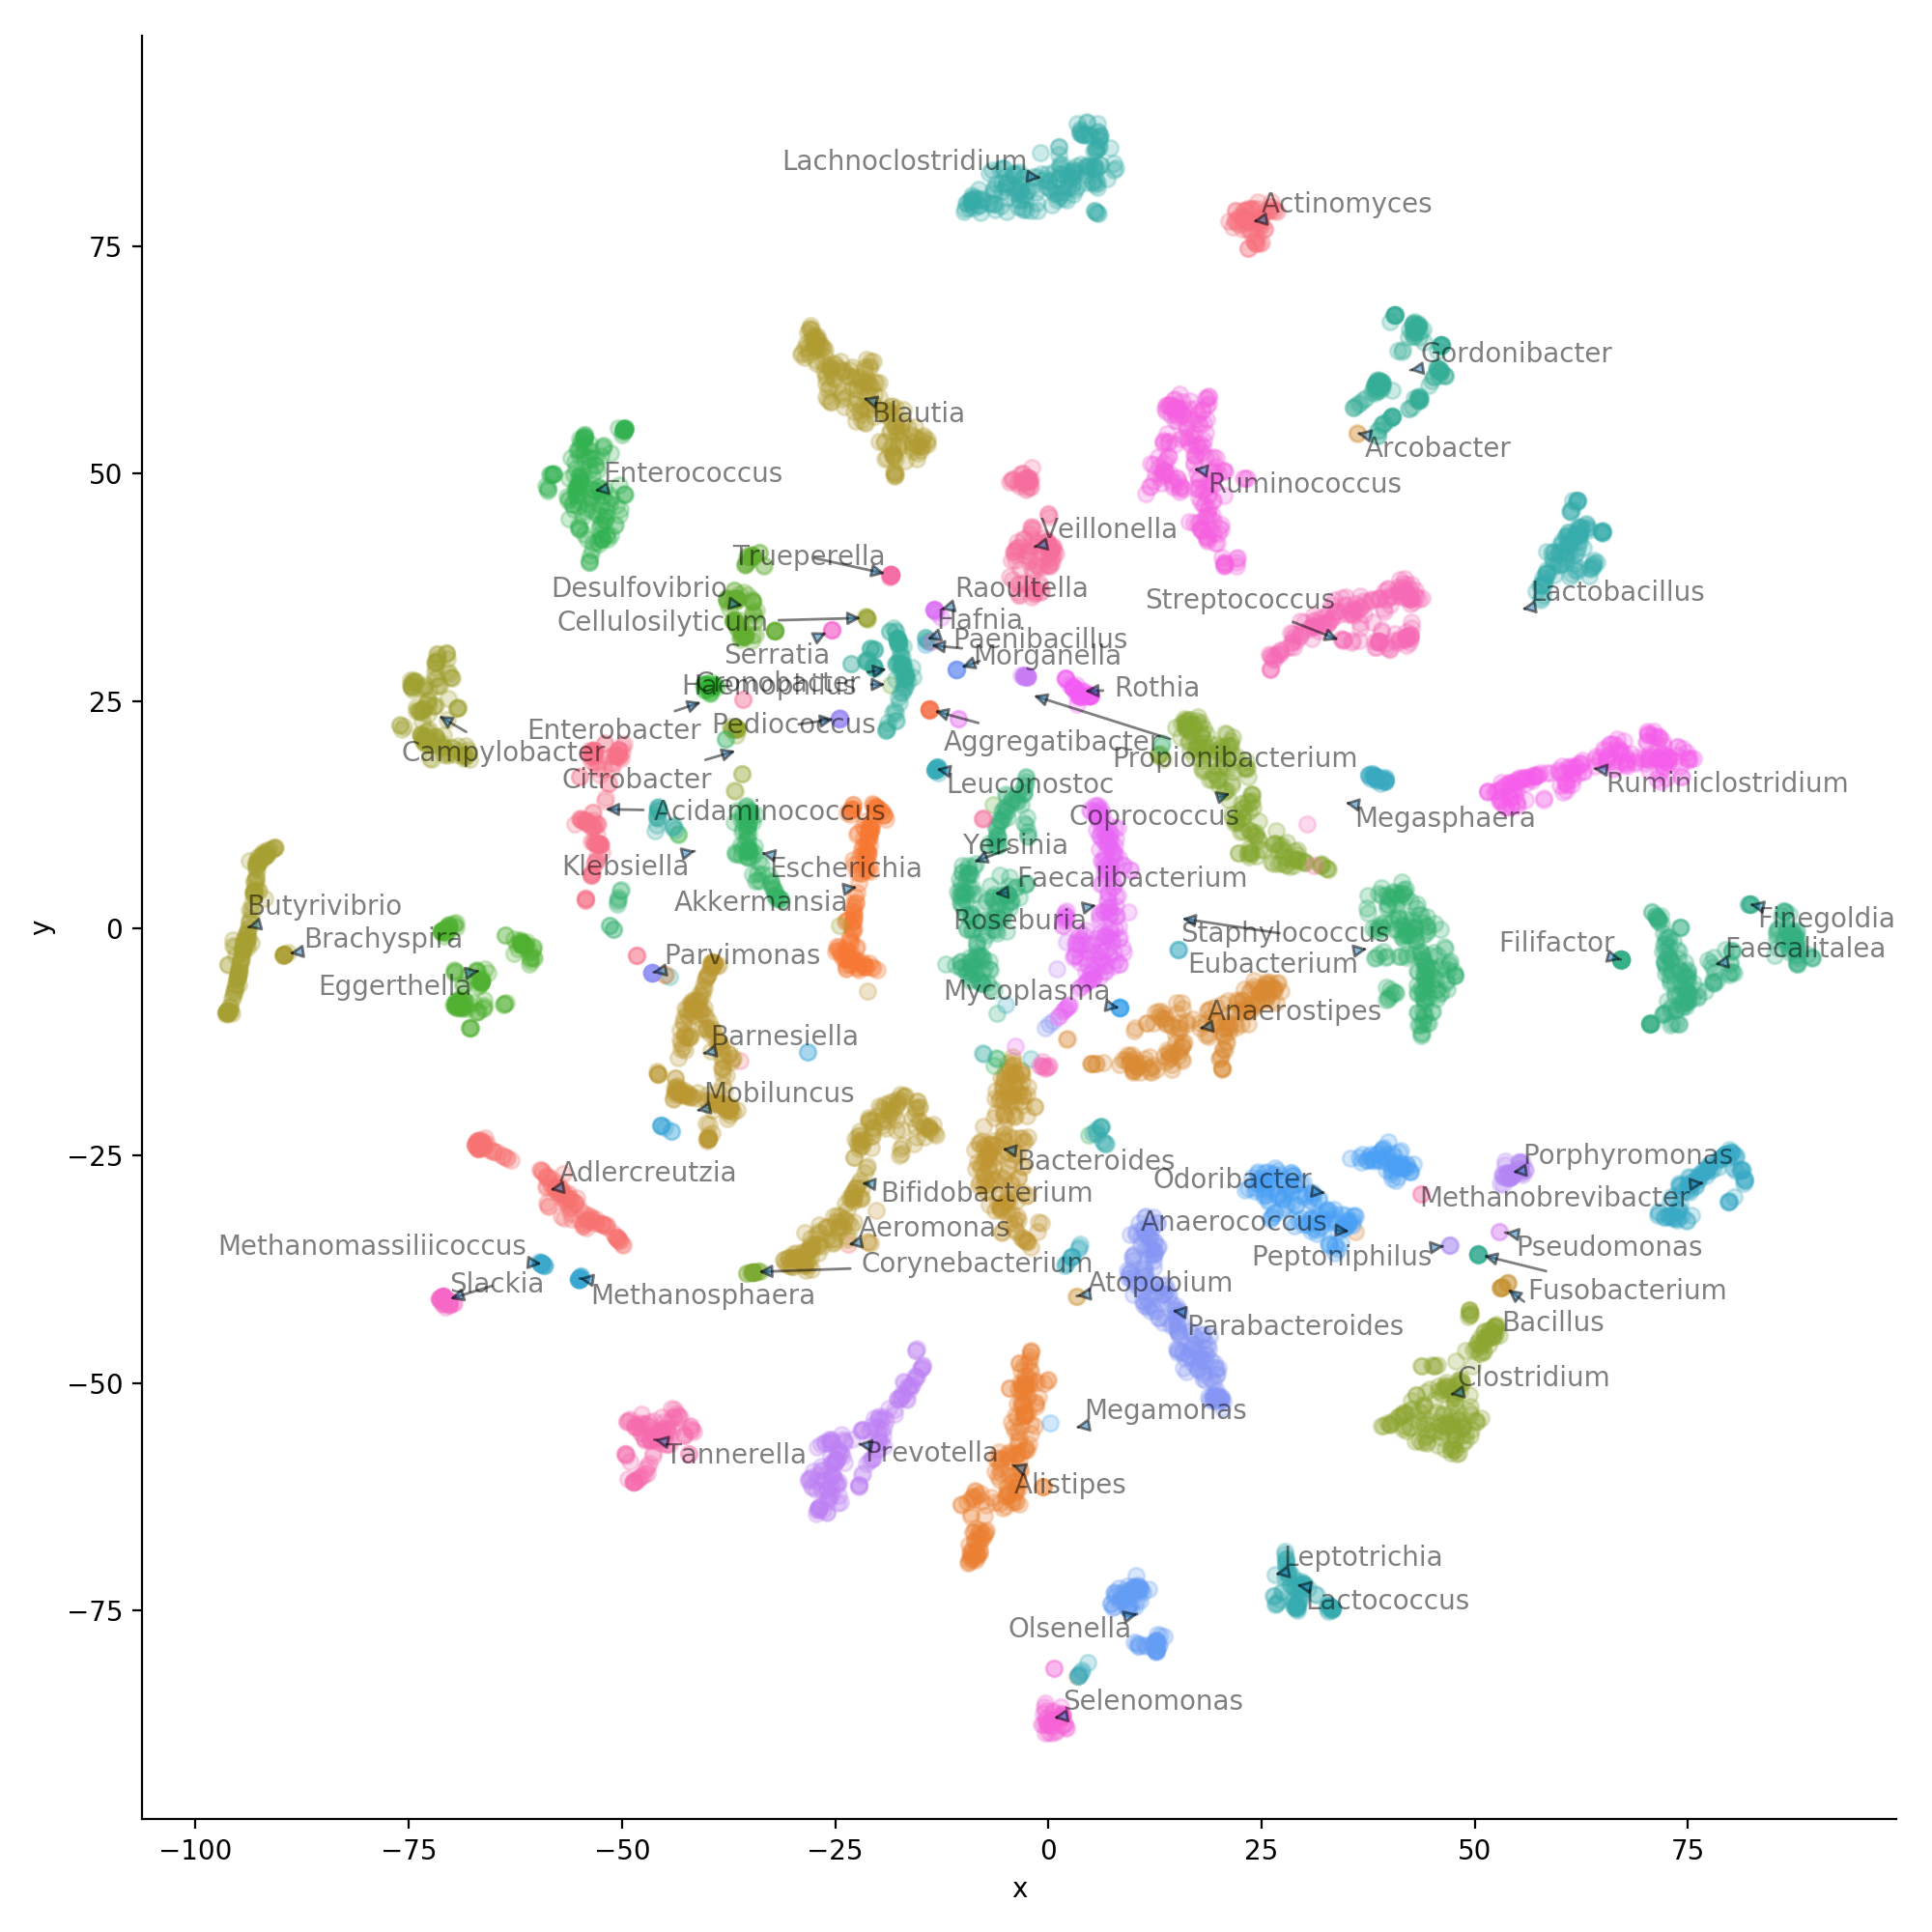 Lachnoclostridium
Actinomyces
75
Gordonibacter
Blautia
Arcobacter
Enterococcus
50
Ruminococcus
Veillonella
Trueperella
Desulfovibrio
Raoultella
Streptococcus
Lactobacillus
Cellulosilyticum
Hafnia
Paenibacillus
Serratia
Morganella
Cronobacter
Haemophilus
Rothia
25
Enterobacter
Pediococcus
Campylobacter
Aggregatibacter
Propionibacterium
Citrobacter
Leuconostoc
Ruminiclostridium
Acidaminococcus
Coprococcus
Megasphaera
Yersinia
Klebsiella
Escherichia
Faecalibacterium
Akkermansia
Butyrivibrio
Roseburia
Finegoldia
0
Brachyspira
Staphylococcus
Filifactor
Faecalitalea
Parvimonas
Eubacterium
Eggerthella
Mycoplasma
Anaerostipes
Barnesiella
Mobiluncus
−25
Adlercreutzia
Bacteroides
Odoribacter
Porphyromonas
Bifidobacterium
Methanobrevibacter
Aeromonas
Anaerococcus
Methanomassiliicoccus
Corynebacterium
Peptoniphilus
Pseudomonas
Slackia
Methanosphaera
Atopobium
Fusobacterium
Parabacteroides
Bacillus
−50
Clostridium
Megamonas
Tannerella
Prevotella
Alistipes
Leptotrichia
−75
Lactococcus
Olsenella
Selenomonas
y
−100
−75
−50
−25
0
25
50
75
x